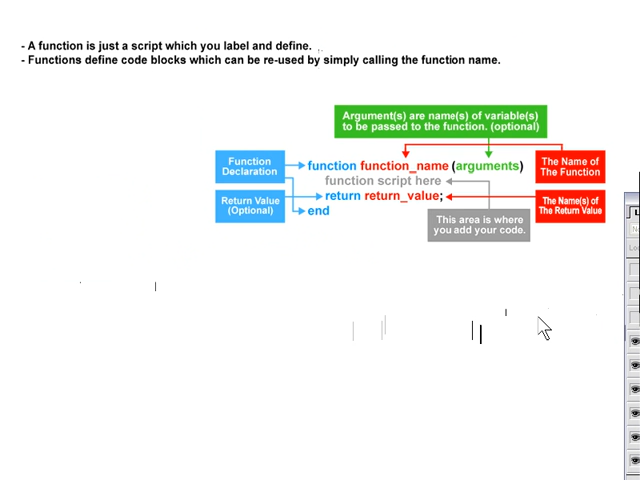 - A function is just a script which you label and define.
- Functions define code blocks which can be re-used by simply calling the function name.
Argument(s) are name(s) of variable(s)
to be passed to the function. (optional)
Function
Declaration
function function_name (arguments)
The Name of
The Function
function script here
Return Value
(Optional)
return return_value;
The Name(s) of
The Return Value
end
This area is where
you add your code.